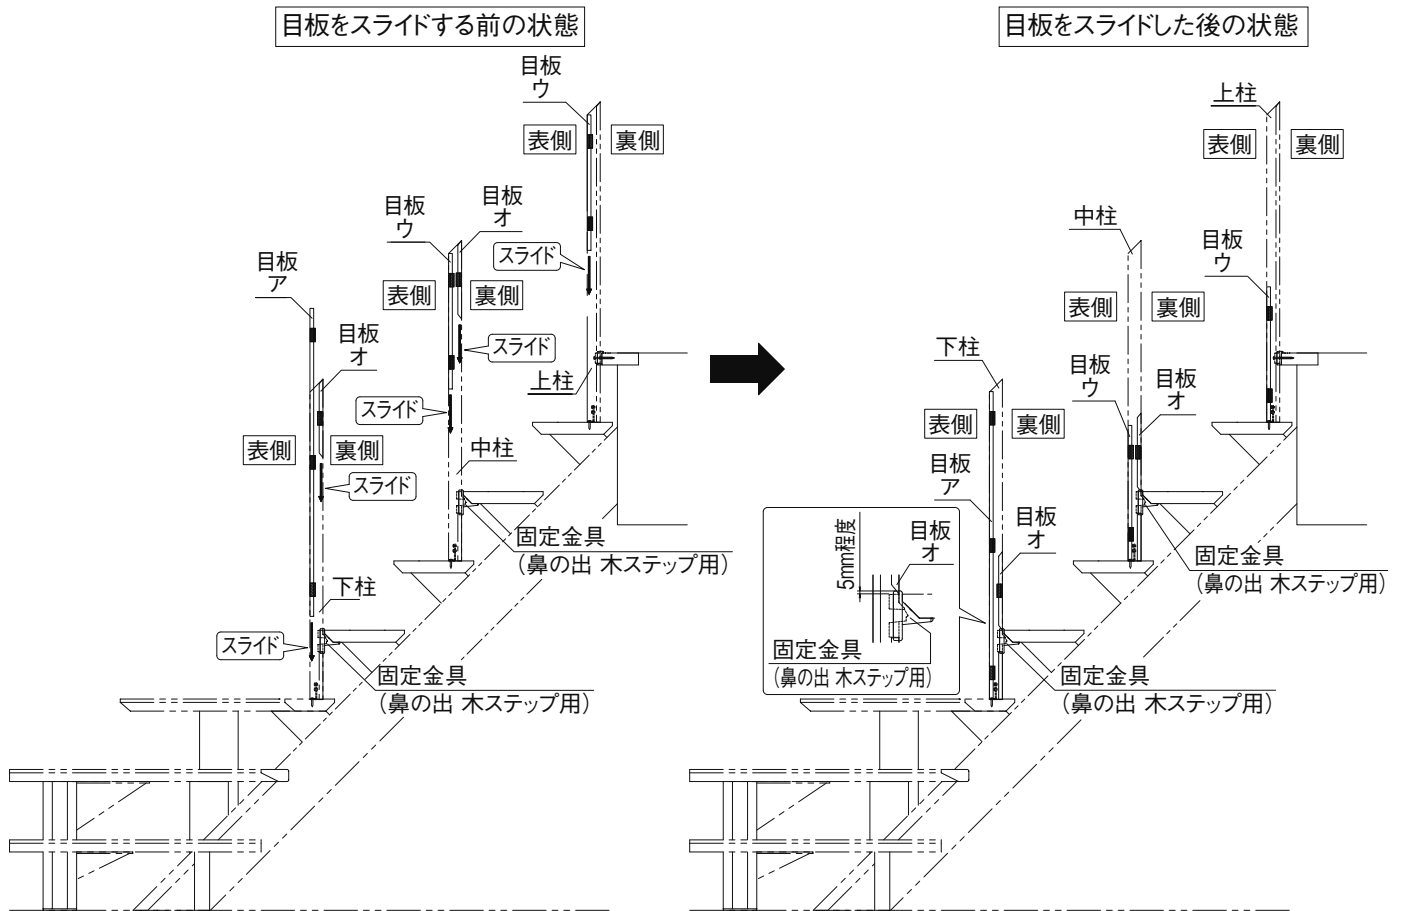 目板をスライドする前の状態
目板
ウ
表側
裏側
目板
ウ
目板
オ
スライド
表側
裏側
目板
ア
目板
オ
スライド
上柱
スライド
表側
裏側
中柱
スライド
固定金具
(鼻の出 木ステップ用)
下柱
スライド
固定金具
(鼻の出 木ステップ用)
目板をスライドした後の状態
上柱
表側
裏側
中柱
目板
ウ
表側
裏側
下柱
目板
ウ
目板
オ
表側
裏側
目板
ア
目板
オ
5mm程度
目板
オ
固定金具
(鼻の出 木ステップ用)
固定金具
(鼻の出 木ステップ用)
固定金具
(鼻の出 木ステップ用)